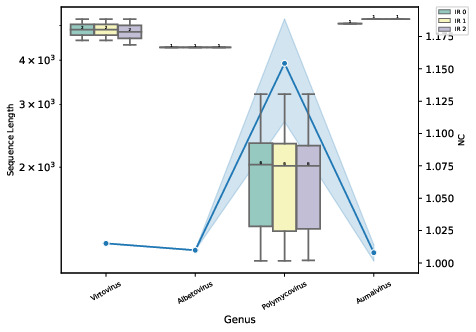 IR 0
IR 1
IR 2
4 × 10³
3 × 10³
2 × 10³
Sequence Length
1.175
1.150
1.125
1.100
1.075
1.050
1.025
1.000
NC
Virtovirus
Albetovirus
Polymycovirus
Aumaivirus
Genus